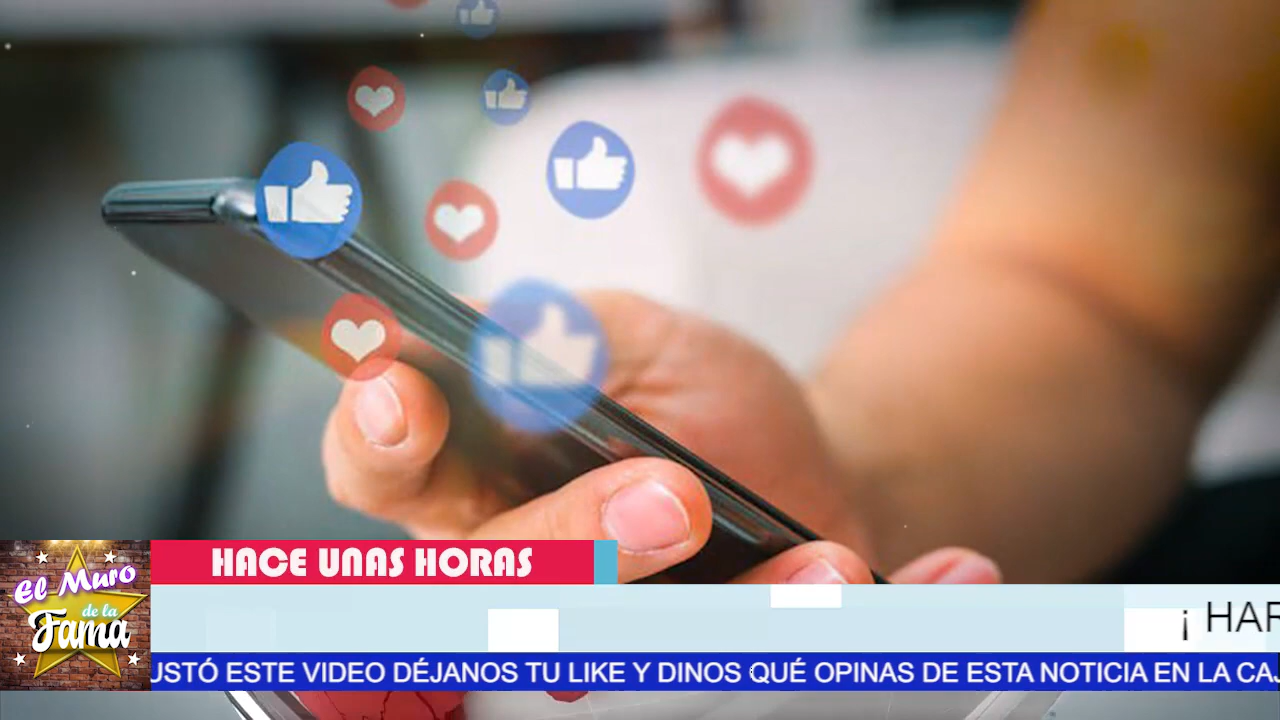 HACE UNAS HORAS
El Muro
de la
Fama
¡ HAR
USTÓ ESTE VIDEO DÉJANOS TU LIKE Y DINOS QUÉ OPINAS DE ESTA NOTICIA EN LA CAJ